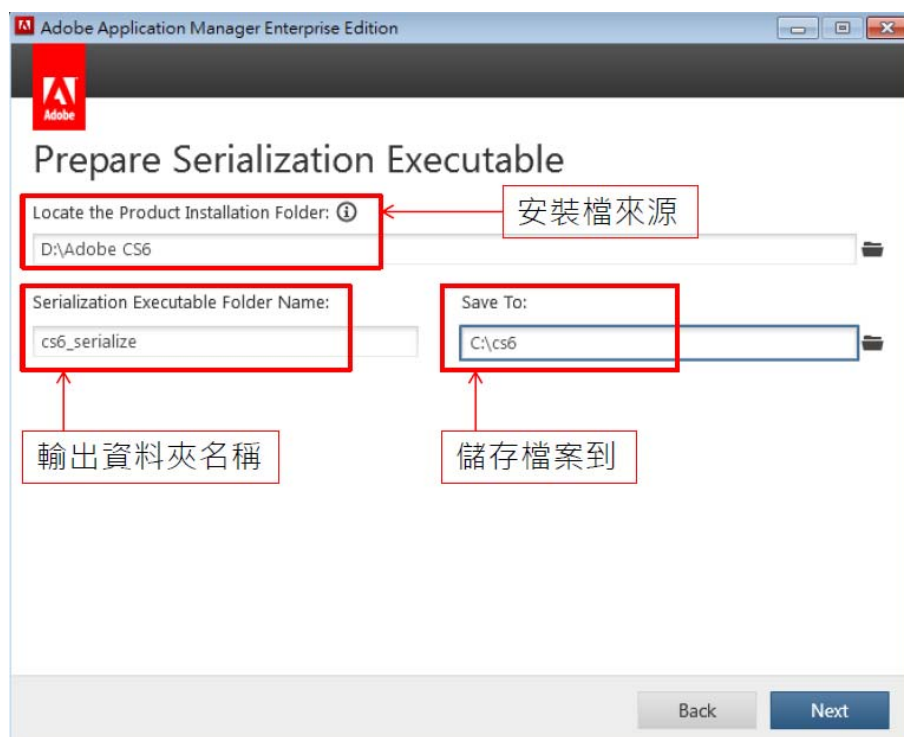 Adobe Application Manager Enterprise Edition
Adobe
Prepare Serialization Executable
Locate the Product Installation Folder:
安裝檔來源
D:\Adobe CS6
Serialization Executable Folder Name:
Save To:
cs6_serialize
C:\cs6
輸出資料夾名稱
儲存檔案到
Back
Next